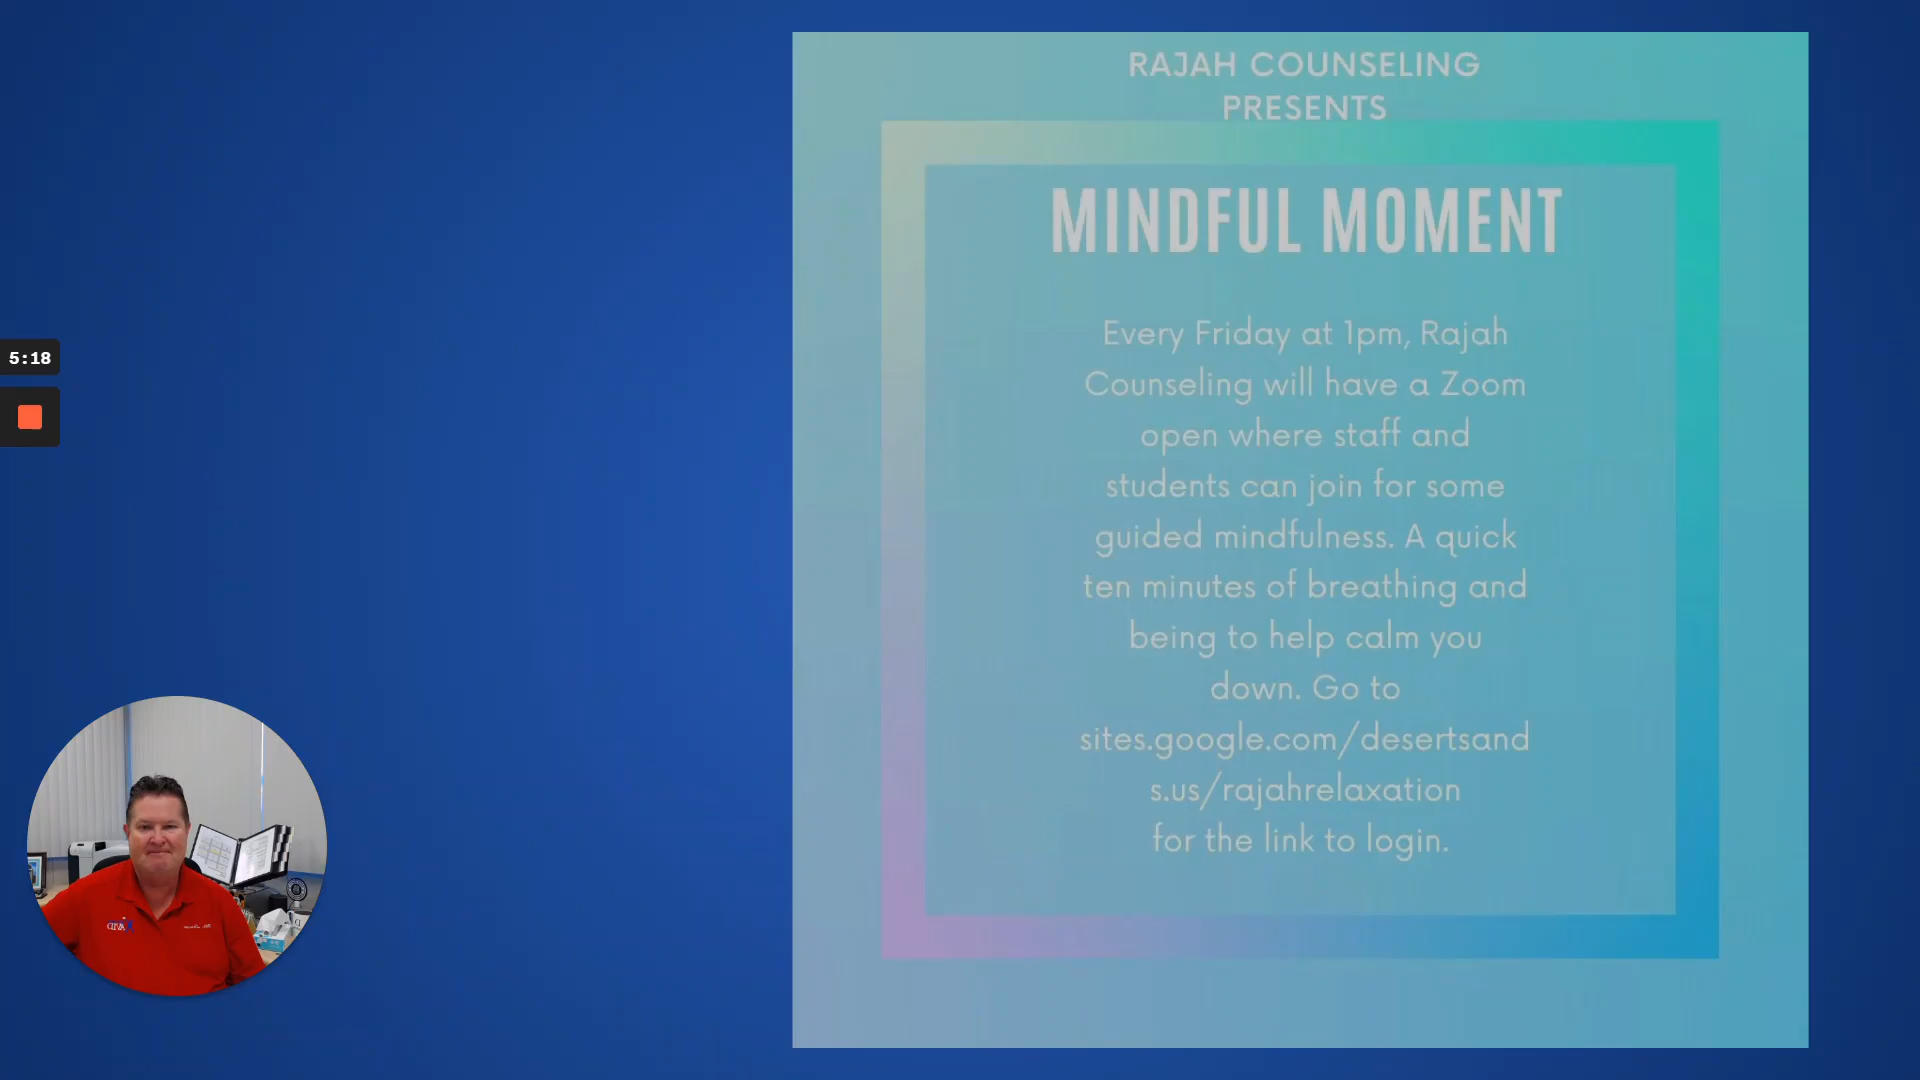 RAJAH COUNSELING
PRESENTS
MINDFUL MOMENT
Every Friday at 1pm, Rajah
Counseling will have a Zoom
open where staff and
students can join for some
guided mindfulness. A quick
ten minutes of breathing and
being to help calm you
down. Go to
sites.google.com/desertsand
s.us/rajahrelaxation
for the link to login.
5:18